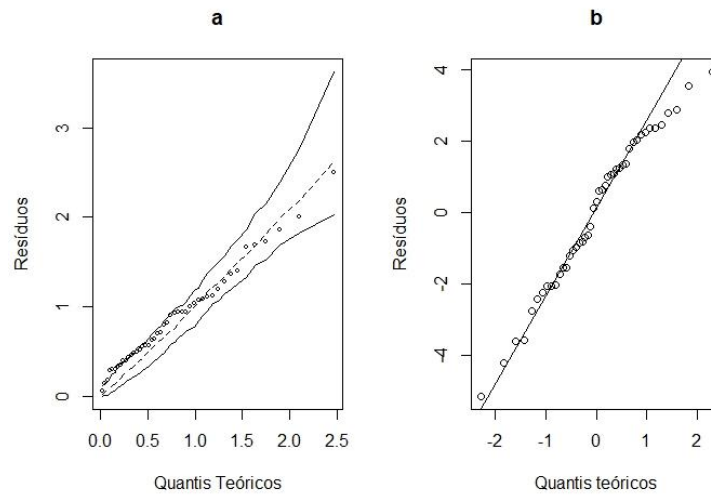 a
3
2
1
0
Resíduos
0.0 0.5 1.0 1.5 2.0 2.5
Quantis Teóricos
b
4
2
0
-2
-4
Resíduos
-2 -1 0 1 2
Quantis teóricos